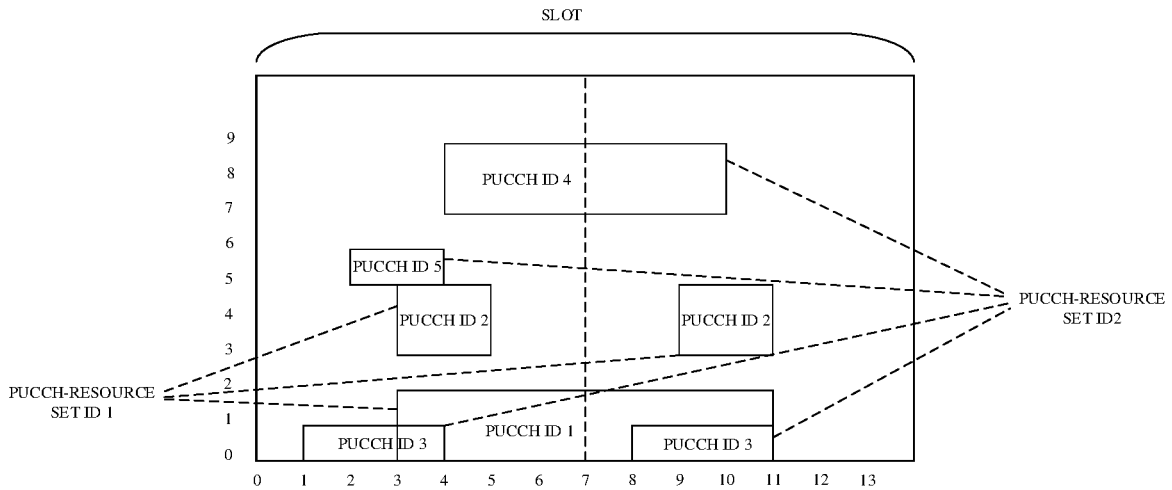 SLOT
9
8
7
6
5
4
3
2
1
0
PUCCH ID 4
PUCCH ID 5
PUCCH ID 2
PUCCH ID 2
PUCCH ID 1
PUCCH ID 3
PUCCH ID 3
PUCCH-RESOURCE
SET ID 1
PUCCH-RESOURCE
SET ID2
0 1 2 3 4 5 6 7 8 9 10 11 12 13